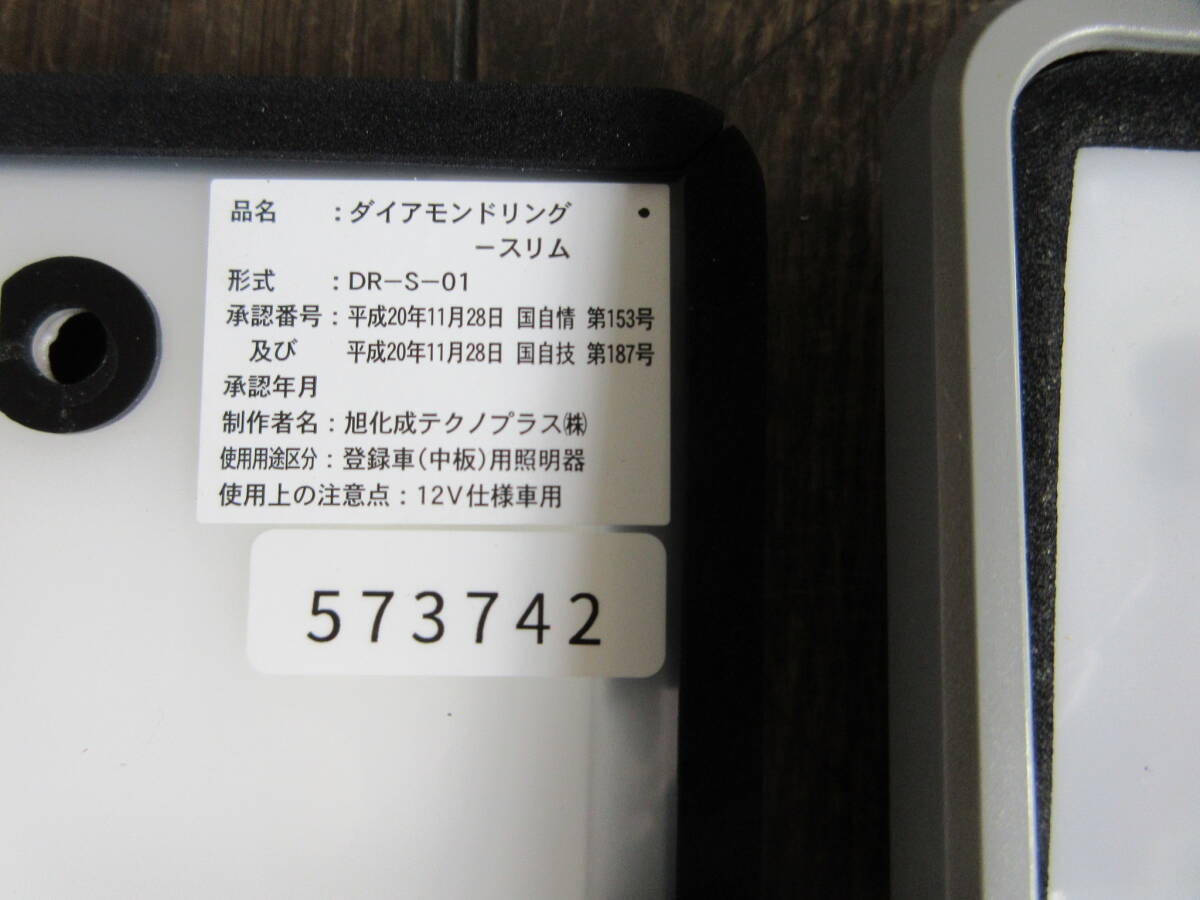 品名 ：ダイアモンドリング
－スリム
形式 ：DR－S－01
承認番号：平成20年11月28日 国自情 第153号
及び 平成20年11月28日 国自技 第187号
承認年月
制作者名：旭化成テクノプラス㈱
使用用途区分：登録車（中板）用照明器
使用上の注意点：12V仕様車用
573742